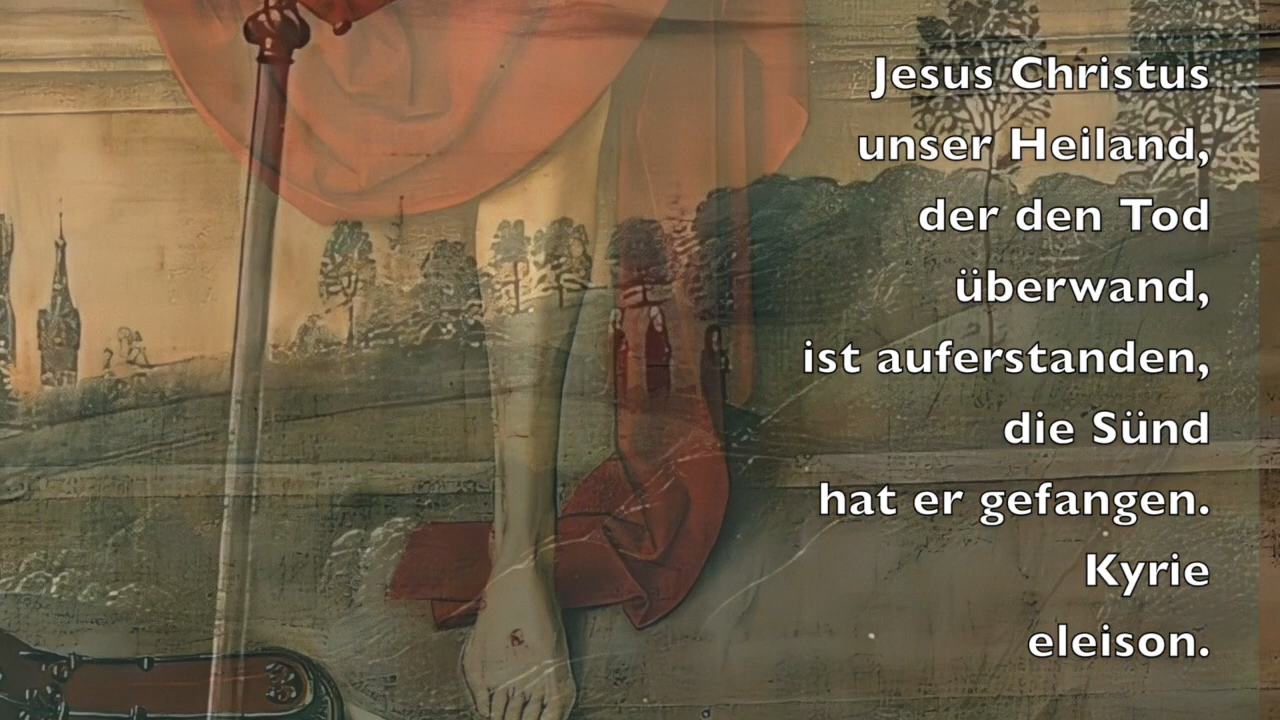 Jesus Christus
unser Heiland,
der den Tod
überwand,
ist auferstanden,
die Sünd
hat er gefangen.
Kyrie
eleison.